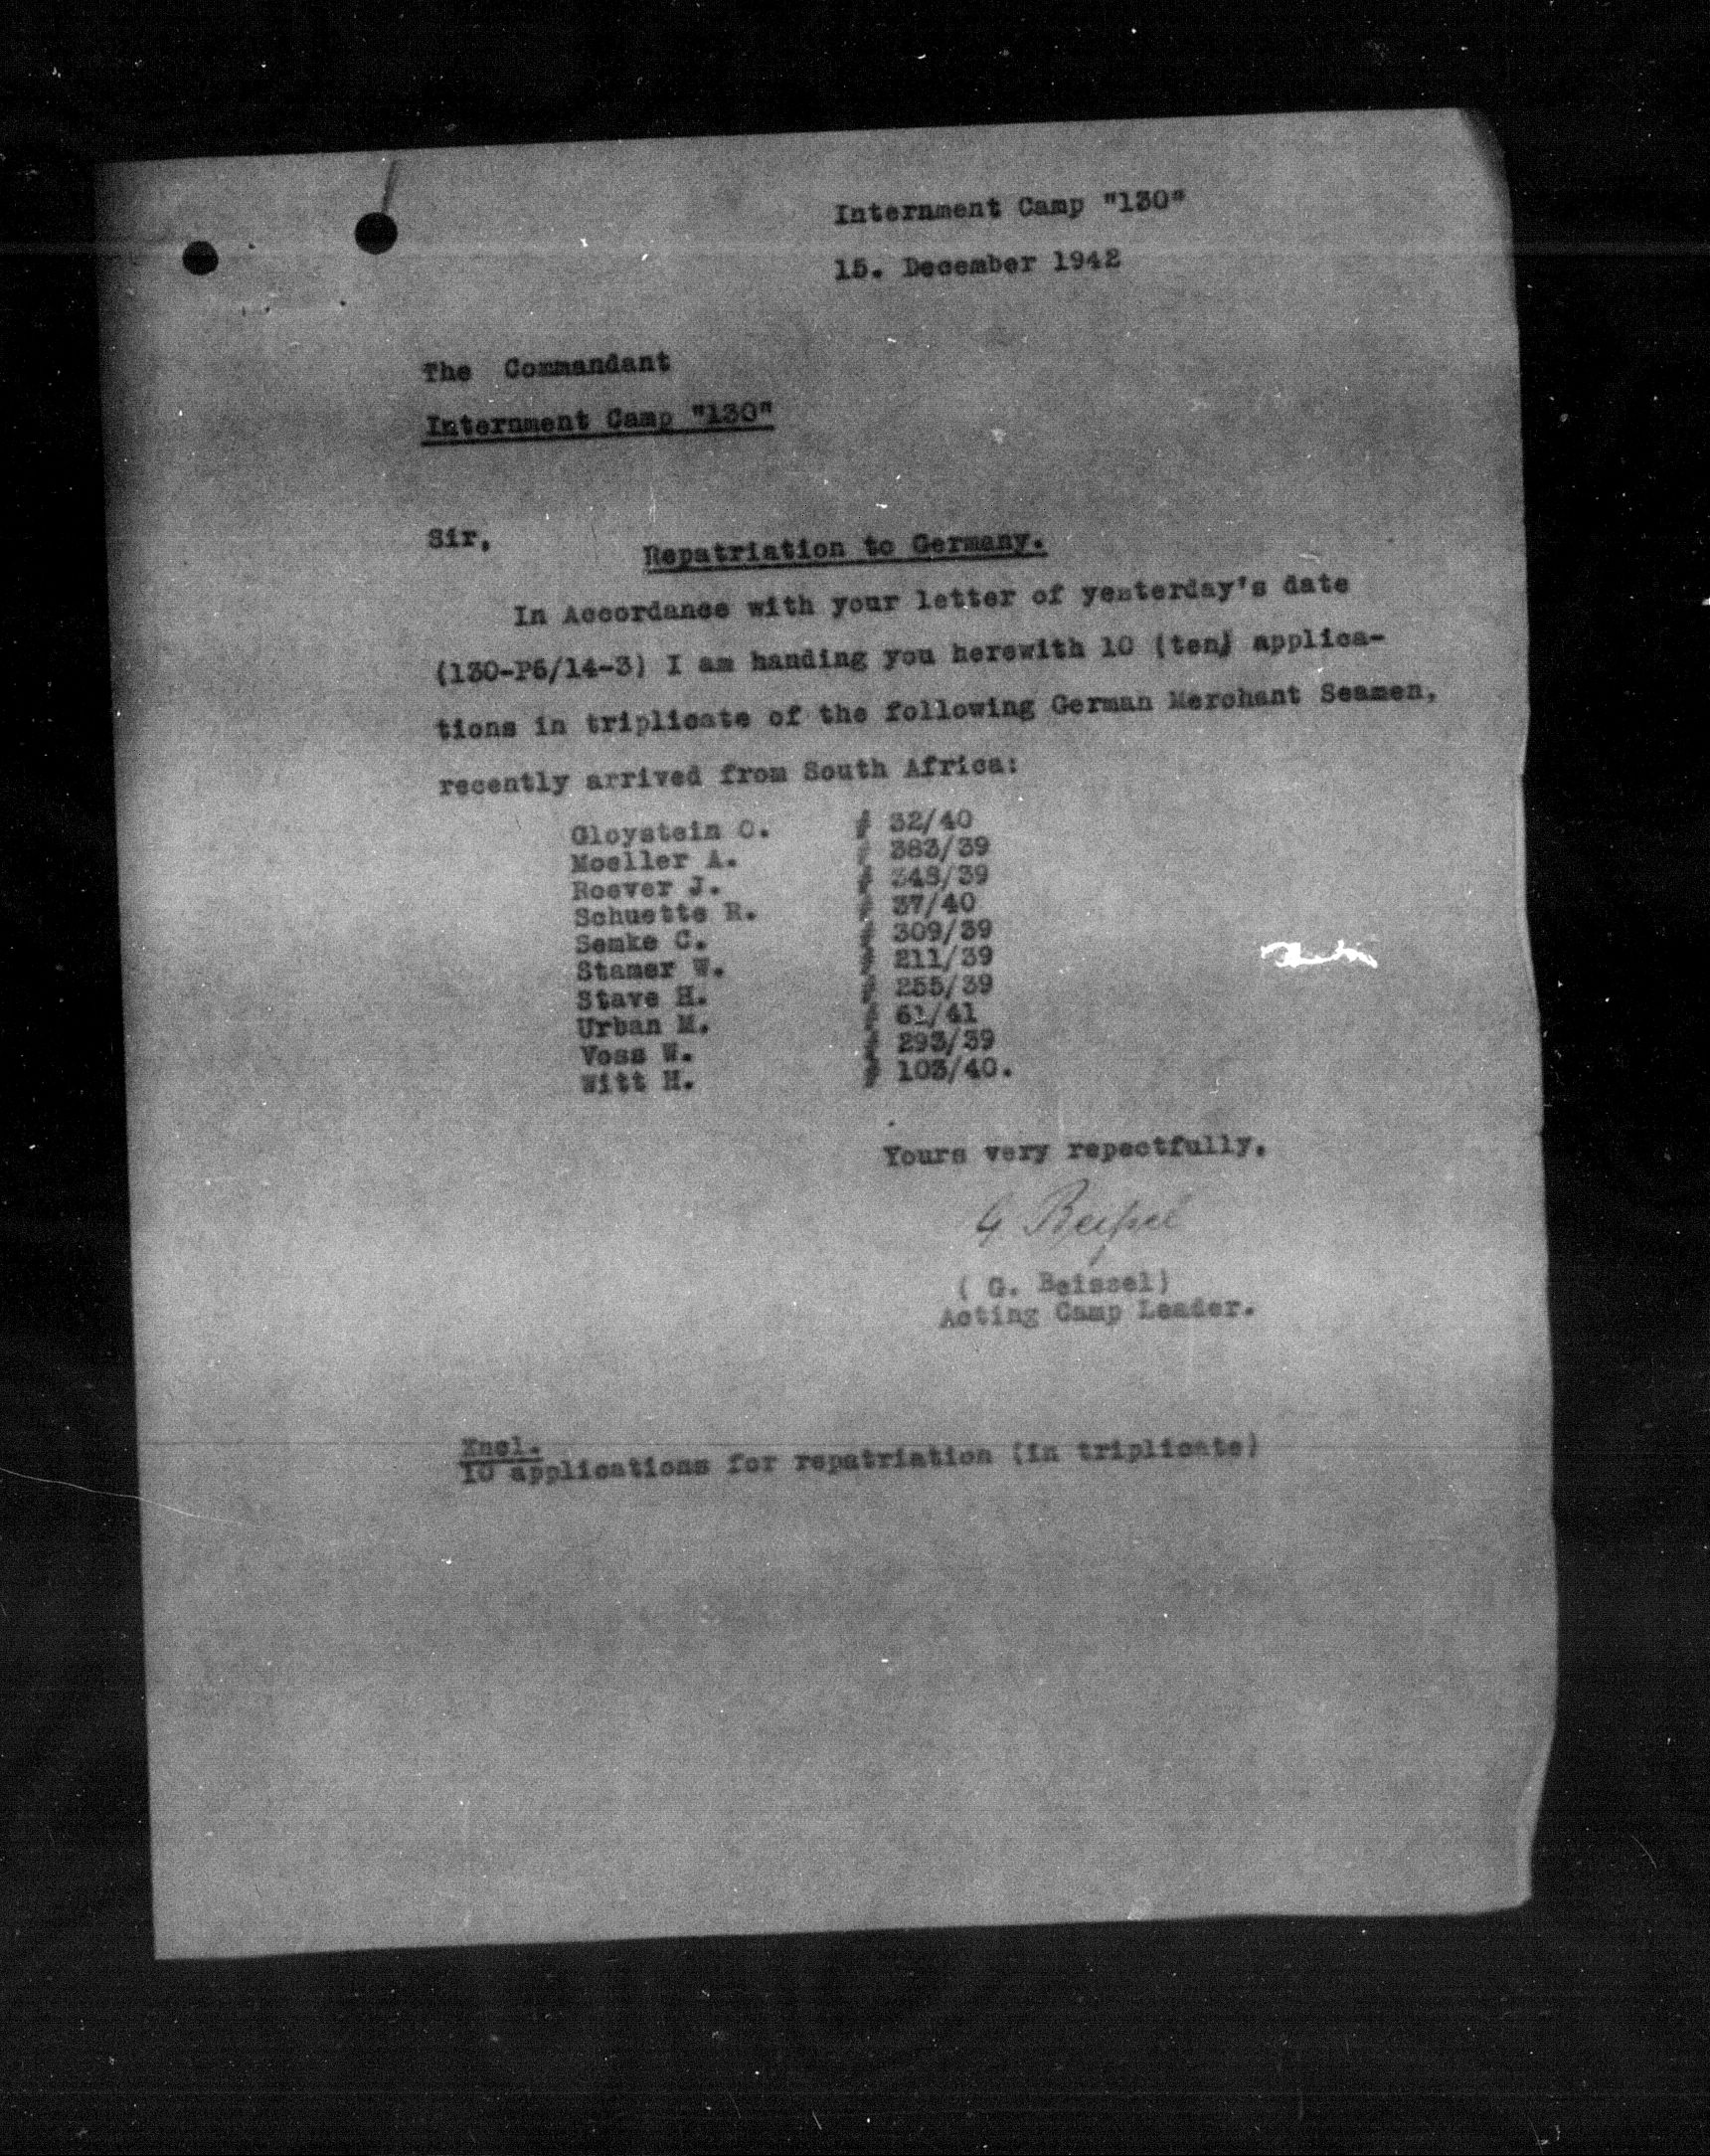 Internment Camp "130"
15. December 1942
The Commandant
Internment Camp "130"
Sir,
Repatriation to Germany.
In Accordance with your letter of yesterday's date
(130-P6/14-3) I am handing you herewith 10 (ten) applica-
tions in triplicate of the following German Merchant Seamen,
recently arrived from South Africa:
Gloystein O. 32/40
Moeller A. 383/39
Roever J. 348/39
Schuette R. 37/40
Semke C. 309/39
Stamer W. 211/39
Stave H. 255/39
Urban M. 61/41
Voss W. 293/39
Witt H. 103/40.
Yours very repectfully,
G Beissel
( G. Beissel)
Acting Camp Leader.
Encl.
10 applications for repatriation (in triplicate)